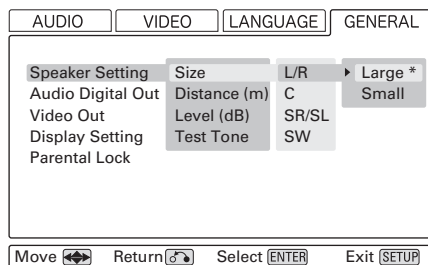 AUDIO VIDEO LANGUAGE GENERAL
Speaker Setting Size L/R Large *
Audio Digital Out Distance (m) C Small
Video Out Level (dB) SR/SL
Display Setting Test Tone SW
Parental Lock
Move Return Select ENTER Exit SETUP